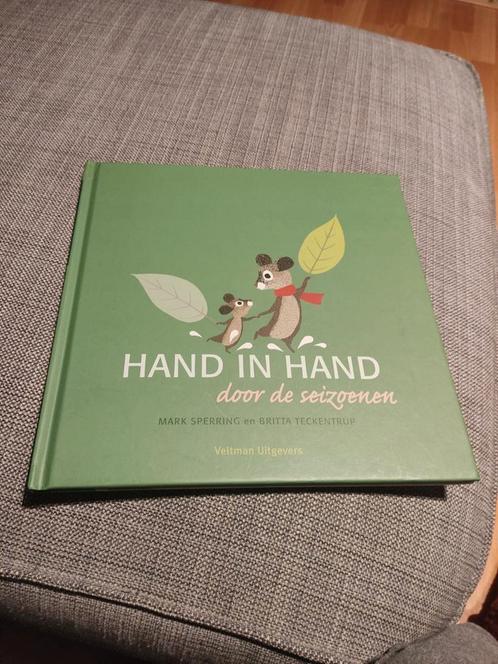 HAND IN HAND
door de seizoenen
MARK SPERRING en BRITTA TECKENTRUP
Veltman Uitgevers